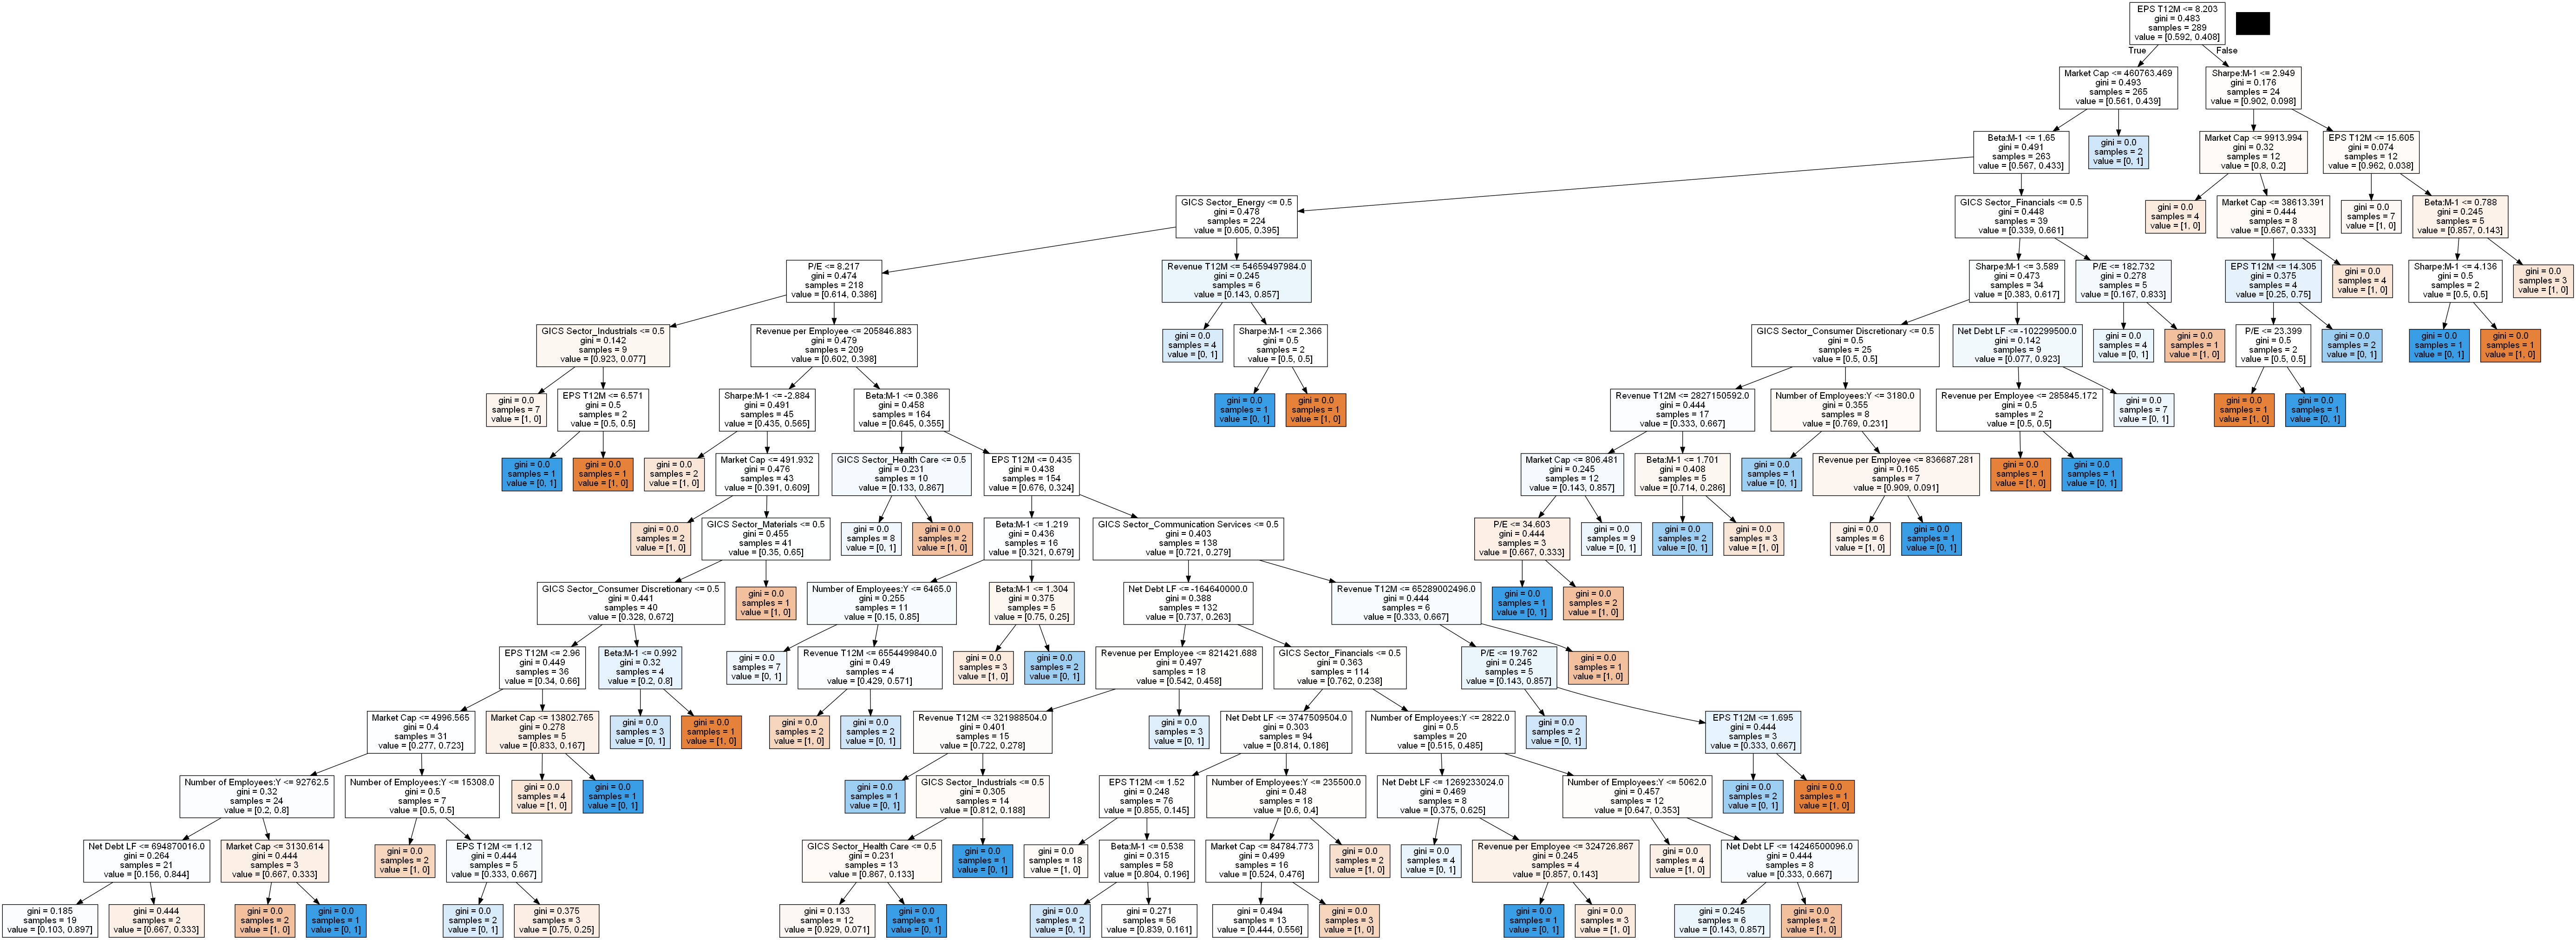 EPS T12M <= 8.203
gini = 0.483
samples = 289
value = [0.592, 0.408]
True
False
Market Cap <= 460763.469
gini = 0.493
samples = 265
value = [0.561, 0.439]
Sharpe:M-1 <= 2.949
gini = 0.176
samples = 24
value = [0.902, 0.098]
Beta:M-1 <= 1.65
gini = 0.491
samples = 263
value = [0.567, 0.433]
gini = 0.0
samples = 2
value = [0, 1]
Market Cap <= 9913.994
gini = 0.32
samples = 12
value = [0.8, 0.2]
EPS T12M <= 15.605
gini = 0.074
samples = 12
value = [0.962, 0.038]
GICS Sector_Energy <= 0.5
gini = 0.478
samples = 224
value = [0.605, 0.395]
GICS Sector_Financials <= 0.5
gini = 0.448
samples = 39
value = [0.339, 0.661]
gini = 0.0
samples = 4
value = [1, 0]
Market Cap <= 38613.391
gini = 0.444
samples = 8
value = [0.667, 0.333]
gini = 0.0
samples = 7
value = [1, 0]
Beta:M-1 <= 0.788
gini = 0.245
samples = 5
value = [0.857, 0.143]
P/E <= 8.217
gini = 0.474
samples = 218
value = [0.614, 0.386]
Revenue T12M <= 54659497984.0
gini = 0.245
samples = 6
value = [0.143, 0.857]
Sharpe:M-1 <= 3.589
gini = 0.473
samples = 34
value = [0.383, 0.617]
P/E <= 182.732
gini = 0.278
samples = 5
value = [0.167, 0.833]
EPS T12M <= 14.305
gini = 0.375
samples = 4
value = [0.25, 0.75]
gini = 0.0
samples = 4
value = [1, 0]
Sharpe:M-1 <= 4.136
gini = 0.5
samples = 2
value = [0.5, 0.5]
gini = 0.0
samples = 3
value = [1, 0]
GICS Sector_Industrials <= 0.5
gini = 0.142
samples = 9
value = [0.923, 0.077]
Revenue per Employee <= 205846.883
gini = 0.479
samples = 209
value = [0.602, 0.398]
gini = 0.0
samples = 4
value = [0, 1]
Sharpe:M-1 <= 2.366
gini = 0.5
samples = 2
value = [0.5, 0.5]
GICS Sector_Consumer Discretionary <= 0.5
gini = 0.5
samples = 25
value = [0.5, 0.5]
Net Debt LF <= -102299500.0
gini = 0.142
samples = 9
value = [0.077, 0.923]
gini = 0.0
samples = 4
value = [0, 1]
gini = 0.0
samples = 1
value = [1, 0]
P/E <= 23.399
gini = 0.5
samples = 2
value = [0.5, 0.5]
gini = 0.0
samples = 2
value = [0, 1]
gini = 0.0
samples = 1
value = [0, 1]
gini = 0.0
samples = 1
value = [1, 0]
gini = 0.0
samples = 7
value = [1, 0]
EPS T12M <= 6.571
gini = 0.5
samples = 2
value = [0.5, 0.5]
Sharpe:M-1 <= -2.884
gini = 0.491
samples = 45
value = [0.435, 0.565]
Beta:M-1 <= 0.386
gini = 0.458
samples = 164
value = [0.645, 0.355]
gini = 0.0
samples = 1
value = [0, 1]
gini = 0.0
samples = 1
value = [1, 0]
Revenue T12M <= 2827150592.0
gini = 0.444
samples = 17
value = [0.333, 0.667]
Number of Employees:Y <= 3180.0
gini = 0.355
samples = 8
value = [0.769, 0.231]
Revenue per Employee <= 285845.172
gini = 0.5
samples = 2
value = [0.5, 0.5]
gini = 0.0
samples = 7
value = [0, 1]
gini = 0.0
samples = 1
value = [1, 0]
gini = 0.0
samples = 1
value = [0, 1]
gini = 0.0
samples = 1
value = [0, 1]
gini = 0.0
samples = 1
value = [1, 0]
gini = 0.0
samples = 2
value = [1, 0]
Market Cap <= 491.932
gini = 0.476
samples = 43
value = [0.391, 0.609]
GICS Sector_Health Care <= 0.5
gini = 0.231
samples = 10
value = [0.133, 0.867]
EPS T12M <= 0.435
gini = 0.438
samples = 154
value = [0.676, 0.324]
Market Cap <= 806.481
gini = 0.245
samples = 12
value = [0.143, 0.857]
Beta:M-1 <= 1.701
gini = 0.408
samples = 5
value = [0.714, 0.286]
gini = 0.0
samples = 1
value = [0, 1]
Revenue per Employee <= 836687.281
gini = 0.165
samples = 7
value = [0.909, 0.091]
gini = 0.0
samples = 1
value = [1, 0]
gini = 0.0
samples = 1
value = [0, 1]
gini = 0.0
samples = 2
value = [1, 0]
GICS Sector_Materials <= 0.5
gini = 0.455
samples = 41
value = [0.35, 0.65]
gini = 0.0
samples = 8
value = [0, 1]
gini = 0.0
samples = 2
value = [1, 0]
Beta:M-1 <= 1.219
gini = 0.436
samples = 16
value = [0.321, 0.679]
GICS Sector_Communication Services <= 0.5
gini = 0.403
samples = 138
value = [0.721, 0.279]
P/E <= 34.603
gini = 0.444
samples = 3
value = [0.667, 0.333]
gini = 0.0
samples = 9
value = [0, 1]
gini = 0.0
samples = 2
value = [0, 1]
gini = 0.0
samples = 3
value = [1, 0]
gini = 0.0
samples = 6
value = [1, 0]
gini = 0.0
samples = 1
value = [0, 1]
GICS Sector_Consumer Discretionary <= 0.5
gini = 0.441
samples = 40
value = [0.328, 0.672]
gini = 0.0
samples = 1
value = [1, 0]
Number of Employees:Y <= 6465.0
gini = 0.255
samples = 11
value = [0.15, 0.85]
Beta:M-1 <= 1.304
gini = 0.375
samples = 5
value = [0.75, 0.25]
Net Debt LF <= -164640000.0
gini = 0.388
samples = 132
value = [0.737, 0.263]
Revenue T12M <= 65289002496.0
gini = 0.444
samples = 6
value = [0.333, 0.667]
gini = 0.0
samples = 1
value = [0, 1]
gini = 0.0
samples = 2
value = [1, 0]
EPS T12M <= 2.96
gini = 0.449
samples = 36
value = [0.34, 0.66]
Beta:M-1 <= 0.992
gini = 0.32
samples = 4
value = [0.2, 0.8]
gini = 0.0
samples = 7
value = [0, 1]
Revenue T12M <= 6554499840.0
gini = 0.49
samples = 4
value = [0.429, 0.571]
gini = 0.0
samples = 3
value = [1, 0]
gini = 0.0
samples = 2
value = [0, 1]
Revenue per Employee <= 821421.688
gini = 0.497
samples = 18
value = [0.542, 0.458]
GICS Sector_Financials <= 0.5
gini = 0.363
samples = 114
value = [0.762, 0.238]
P/E <= 19.762
gini = 0.245
samples = 5
value = [0.143, 0.857]
gini = 0.0
samples = 1
value = [1, 0]
Market Cap <= 4996.565
gini = 0.4
samples = 31
value = [0.277, 0.723]
Market Cap <= 13802.765
gini = 0.278
samples = 5
value = [0.833, 0.167]
gini = 0.0
samples = 3
value = [0, 1]
gini = 0.0
samples = 1
value = [1, 0]
gini = 0.0
samples = 2
value = [1, 0]
gini = 0.0
samples = 2
value = [0, 1]
Revenue T12M <= 321988504.0
gini = 0.401
samples = 15
value = [0.722, 0.278]
gini = 0.0
samples = 3
value = [0, 1]
Net Debt LF <= 3747509504.0
gini = 0.303
samples = 94
value = [0.814, 0.186]
Number of Employees:Y <= 2822.0
gini = 0.5
samples = 20
value = [0.515, 0.485]
gini = 0.0
samples = 2
value = [0, 1]
EPS T12M <= 1.695
gini = 0.444
samples = 3
value = [0.333, 0.667]
Number of Employees:Y <= 92762.5
gini = 0.32
samples = 24
value = [0.2, 0.8]
Number of Employees:Y <= 15308.0
gini = 0.5
samples = 7
value = [0.5, 0.5]
gini = 0.0
samples = 4
value = [1, 0]
gini = 0.0
samples = 1
value = [0, 1]
gini = 0.0
samples = 1
value = [0, 1]
GICS Sector_Industrials <= 0.5
gini = 0.305
samples = 14
value = [0.812, 0.188]
EPS T12M <= 1.52
gini = 0.248
samples = 76
value = [0.855, 0.145]
Number of Employees:Y <= 235500.0
gini = 0.48
samples = 18
value = [0.6, 0.4]
Net Debt LF <= 1269233024.0
gini = 0.469
samples = 8
value = [0.375, 0.625]
Number of Employees:Y <= 5062.0
gini = 0.457
samples = 12
value = [0.647, 0.353]
gini = 0.0
samples = 2
value = [0, 1]
gini = 0.0
samples = 1
value = [1, 0]
Net Debt LF <= 694870016.0
gini = 0.264
samples = 21
value = [0.156, 0.844]
Market Cap <= 3130.614
gini = 0.444
samples = 3
value = [0.667, 0.333]
gini = 0.0
samples = 2
value = [1, 0]
EPS T12M <= 1.12
gini = 0.444
samples = 5
value = [0.333, 0.667]
GICS Sector_Health Care <= 0.5
gini = 0.231
samples = 13
value = [0.867, 0.133]
gini = 0.0
samples = 1
value = [0, 1]
gini = 0.0
samples = 18
value = [1, 0]
Beta:M-1 <= 0.538
gini = 0.315
samples = 58
value = [0.804, 0.196]
Market Cap <= 84784.773
gini = 0.499
samples = 16
value = [0.524, 0.476]
gini = 0.0
samples = 2
value = [1, 0]
gini = 0.0
samples = 4
value = [0, 1]
Revenue per Employee <= 324726.867
gini = 0.245
samples = 4
value = [0.857, 0.143]
gini = 0.0
samples = 4
value = [1, 0]
Net Debt LF <= 14246500096.0
gini = 0.444
samples = 8
value = [0.333, 0.667]
gini = 0.185
samples = 19
value = [0.103, 0.897]
gini = 0.444
samples = 2
value = [0.667, 0.333]
gini = 0.0
samples = 2
value = [1, 0]
gini = 0.0
samples = 1
value = [0, 1]
gini = 0.0
samples = 2
value = [0, 1]
gini = 0.375
samples = 3
value = [0.75, 0.25]
gini = 0.133
samples = 12
value = [0.929, 0.071]
gini = 0.0
samples = 1
value = [0, 1]
gini = 0.0
samples = 2
value = [0, 1]
gini = 0.271
samples = 56
value = [0.839, 0.161]
gini = 0.494
samples = 13
value = [0.444, 0.556]
gini = 0.0
samples = 3
value = [1, 0]
gini = 0.0
samples = 1
value = [0, 1]
gini = 0.0
samples = 3
value = [1, 0]
gini = 0.245
samples = 6
value = [0.143, 0.857]
gini = 0.0
samples = 2
value = [1, 0]